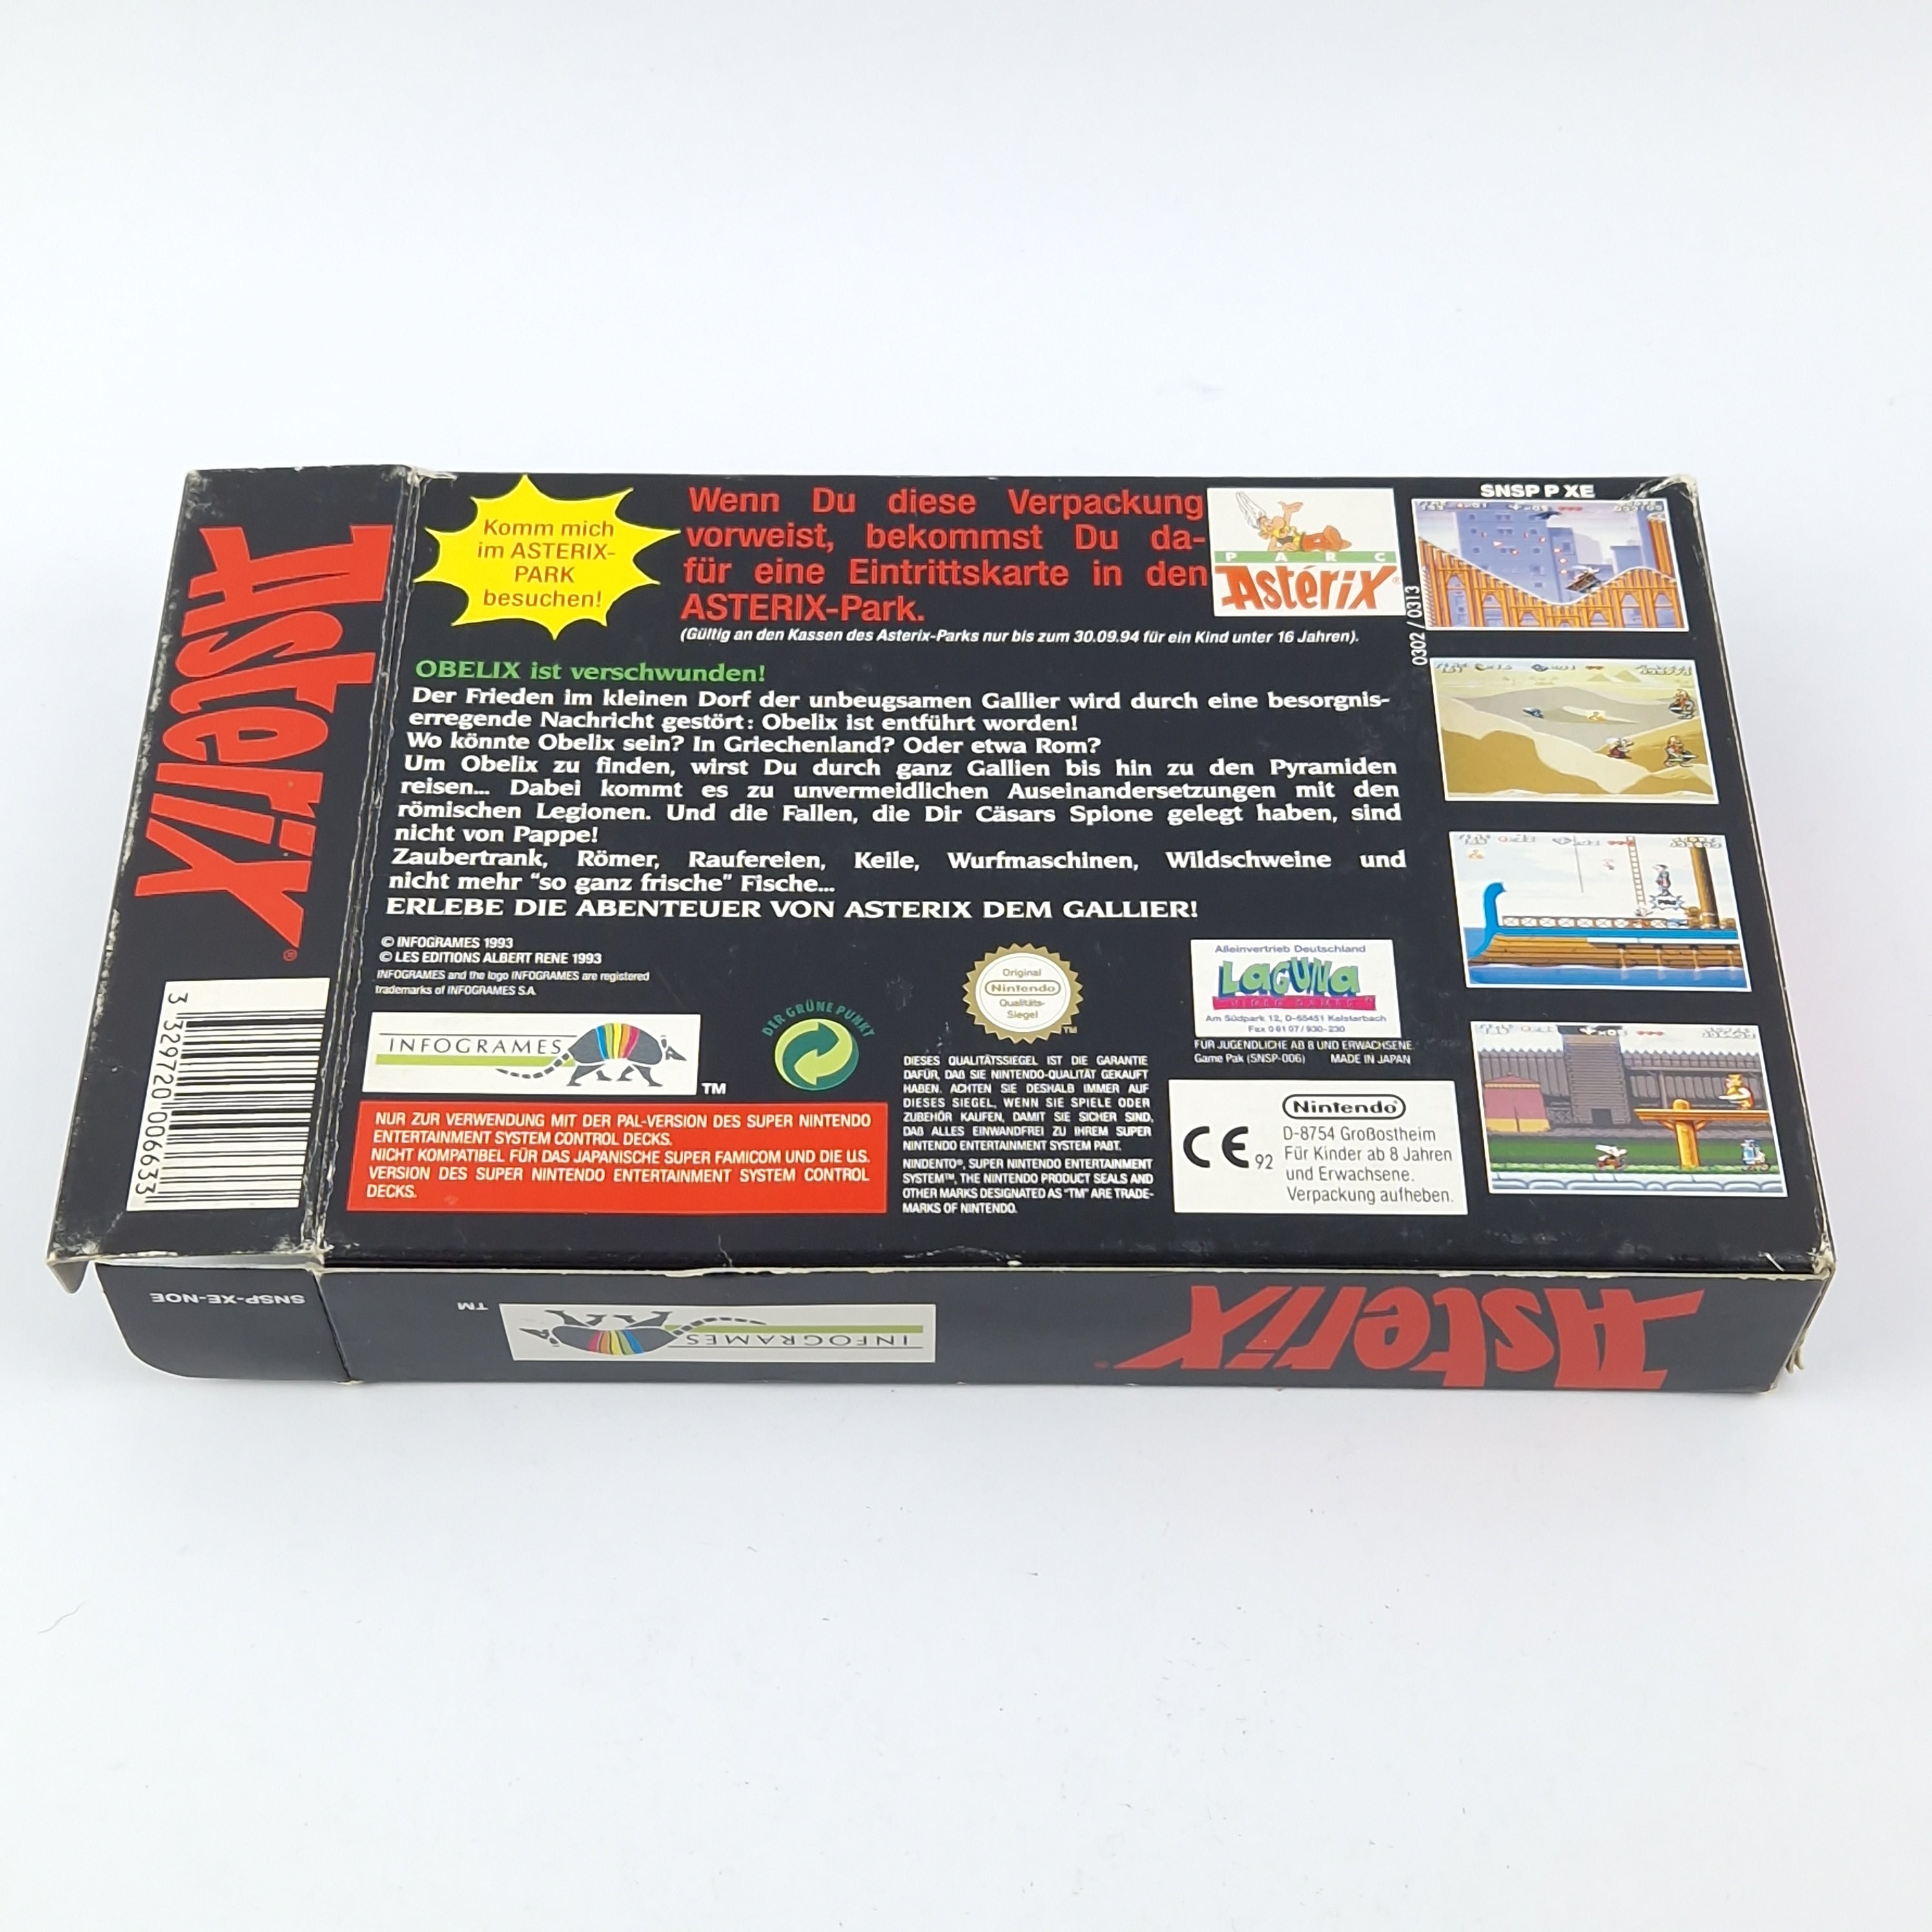 Asterix®
3 329720 006633
Komm mich
im ASTERIX-
PARK
besuchen!
Wenn Du diese Verpackung
vorweist, bekommst Du da-
für eine Eintrittskarte in den
ASTERIX-Park.
(Gültig an den Kassen des Asterix-Parks nur bis zum 30.09.94 für ein Kind unter 16 Jahren).
PARC
Astérix®
0302 / 0313
SNSP P XE
OBELIX ist verschwunden!
Der Frieden im kleinen Dorf der unbeugsamen Gallier wird durch eine besorgnis-
erregende Nachricht gestört: Obelix ist entführt worden!
Wo könnte Obelix sein? In Griechenland? Oder etwa Rom?
Um Obelix zu finden, wirst Du durch ganz Gallien bis hin zu den Pyramiden
reisen... Dabei kommt es zu unvermeidlichen Auseinandersetzungen mit den
römischen Legionen. Und die Fallen, die Dir Cäsars Spione gelegt haben, sind
nicht von Pappe!
Zaubertrank, Römer, Raufereien, Keile, Wurfmaschinen, Wildschweine und
nicht mehr “so ganz frische” Fische...
ERLEBE DIE ABENTEUER VON ASTERIX DEM GALLIER!
© INFOGRAMES 1993
© LES EDITIONS ALBERT RENE 1993
INFOGRAMES and the logo INFOGRAMES are registered
trademarks of INFOGRAMES S.A.
INFOGRAMES
TM
DER GRÜNE PUNKT
Original
Nintendo
Qualitäts-
Siegel
TM
Alleinvertrieb Deutschland
LAGUNA
VIDEO GAMES
Am Südpark 12, D-65451 Kelsterbach
Fax 0 61 07 / 930-230
FÜR JUGENDLICHE AB 8 UND ERWACHSENE
Game Pak (SNSP-006) MADE IN JAPAN
NUR ZUR VERWENDUNG MIT DER PAL-VERSION DES SUPER NINTENDO
ENTERTAINMENT SYSTEM CONTROL DECKS.
NICHT KOMPATIBEL FÜR DAS JAPANISCHE SUPER FAMICOM UND DIE U.S.
VERSION DES SUPER NINTENDO ENTERTAINMENT SYSTEM CONTROL
DECKS.
DIESES QUALITÄTSSIEGEL IST DIE GARANTIE
DAFÜR, DAß SIE NINTENDO-QUALITÄT GEKAUFT
HABEN. ACHTEN SIE DESHALB IMMER AUF
DIESES SIEGEL, WENN SIE SPIELE ODER
ZUBEHÖR KAUFEN, DAMIT SIE SICHER SIND,
DAß ALLES EINWANDFREI ZU IHREM SUPER
NINTENDO ENTERTAINMENT SYSTEM PAßT.
NINDENTO®, SUPER NINTENDO ENTERTAINMENT
SYSTEM™, THE NINTENDO PRODUCT SEALS AND
OTHER MARKS DESIGNATED AS "TM" ARE TRADE-
MARKS OF NINTENDO.
CE 92
Nintendo®
D-8754 Großostheim
Für Kinder ab 8 Jahren
und Erwachsene.
Verpackung aufheben.
SNSP-XE-NOE
INFOGRAMES
TM
Asterix®